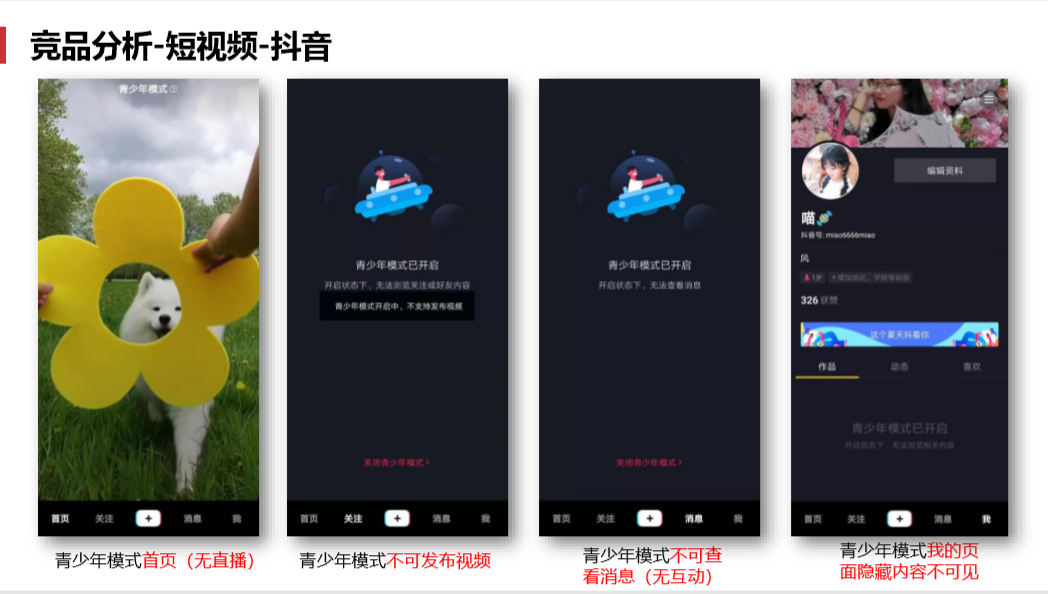 竞品分析-短视频-抖音
青少年模式
首页 关注 + 消息 我
青少年模式首页（无直播）
青少年模式已开启
开启状态下，无法浏览关注或好友内容
青少年模式开启中，不支持发布视频
关闭青少年模式 >
首页 关注 + 消息 我
青少年模式不可发布视频
青少年模式已开启
开启状态下，无法查看消息
关闭青少年模式 >
首页 关注 + 消息 我
青少年模式不可查
看消息（无互动）
编辑资料
喵
抖音号: miao6666miao
风
1岁 +增加地区、学校等标签
326 获赞
这个夏天抖看你
作品 动态 喜欢
青少年模式已开启
开启状态下，无法浏览相关内容
首页 关注 + 消息 我
青少年模式我的页
面隐藏内容不可见